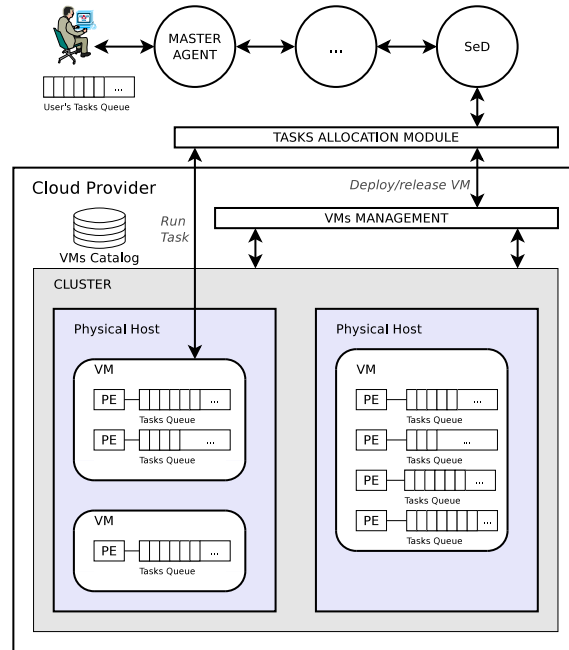 MASTER
AGENT
...
SeD
...
User's Tasks Queue
TASKS ALLOCATION MODULE
Cloud Provider
Deploy/release VM
VMs MANAGEMENT
Run
Task
VMs Catalog
CLUSTER
Physical Host
VM
PE
...
Tasks Queue
PE
...
Tasks Queue
VM
PE
...
Tasks Queue
Physical Host
VM
PE
...
Tasks Queue
PE
...
Tasks Queue
PE
...
Tasks Queue
PE
...
Tasks Queue